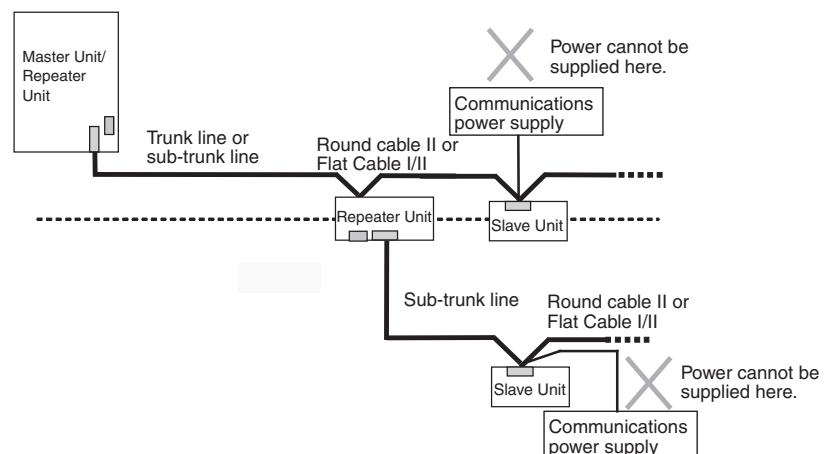 Master Unit/
Repeater
Unit
Power cannot be
supplied here.
Communications
power supply
Trunk line or
sub-trunk line
Round cable II or
Flat Cable I/II
Repeater Unit
Slave Unit
Sub-trunk line
Round cable II or
Flat Cable I/II
Slave Unit
Power cannot be
supplied here.
Communications
power supply